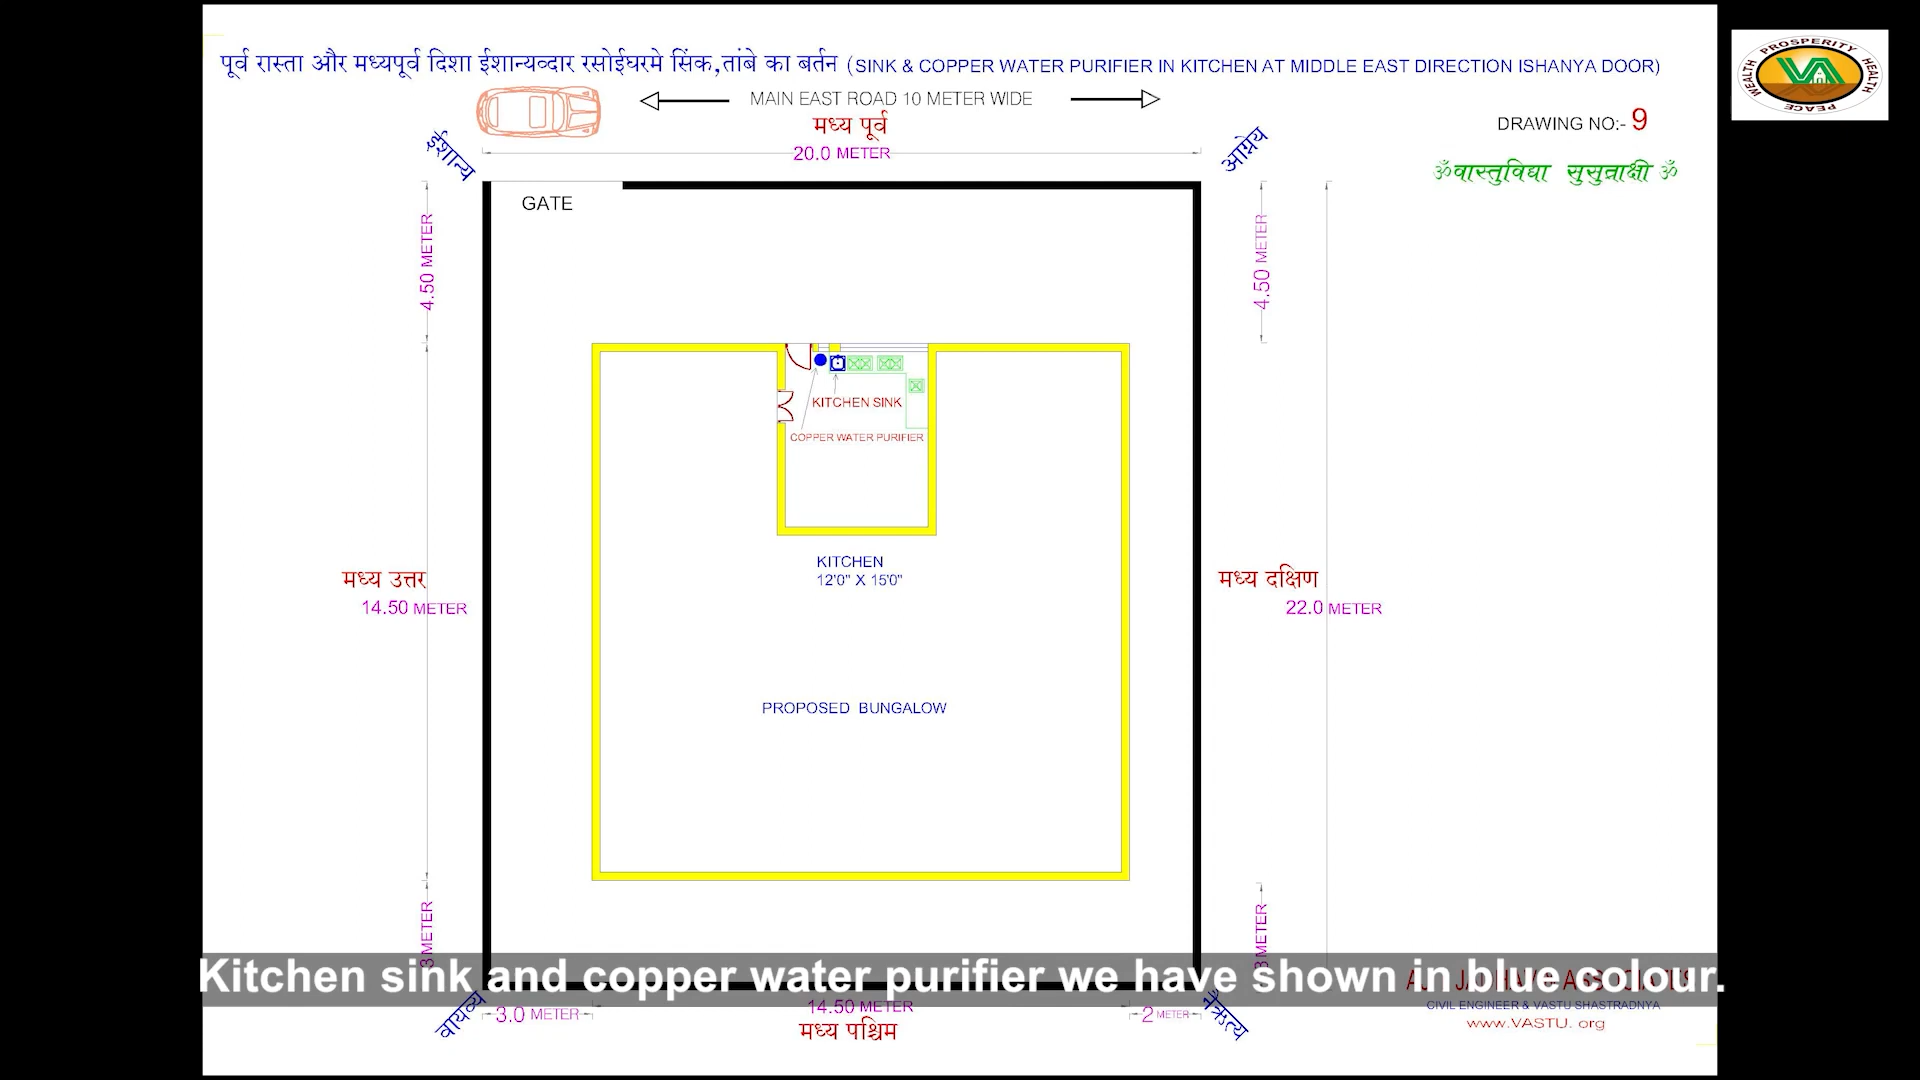 पूर्व रास्ता और मध्यपूर्व दिशा ईशान्यव्दार रसोईघरमे सिंक,तांबे का बर्तन (SINK & COPPER WATER PURIFIER IN KITCHEN AT MIDDLE EAST DIRECTION ISHANYA DOOR)
WEALTH PROSPERITY HEALTH PEACE
VA
MAIN EAST ROAD 10 METER WIDE
मध्य पूर्व
DRAWING NO:- 9
ईशान्य
20.0 METER
आग्नेय
ॐवास्तुविद्या सुसुत्राक्षी ॐ
GATE
4.50 METER
4.50 METER
KITCHEN SINK
COPPER WATER PURIFIER
KITCHEN
12'0" X 15'0"
मध्य उत्तर
14.50 METER
मध्य दक्षिण
22.0 METER
PROPOSED BUNGALOW
3 METER
3 METER
Kitchen sink and copper water purifier we have shown in blue colour.
वायव्य
3.0 METER
14.50 METER
2 METER
नैऋत्य
मध्य पश्चिम
CIVIL ENGINEER & VASTU SHASTRADNYA
www.VASTU. org